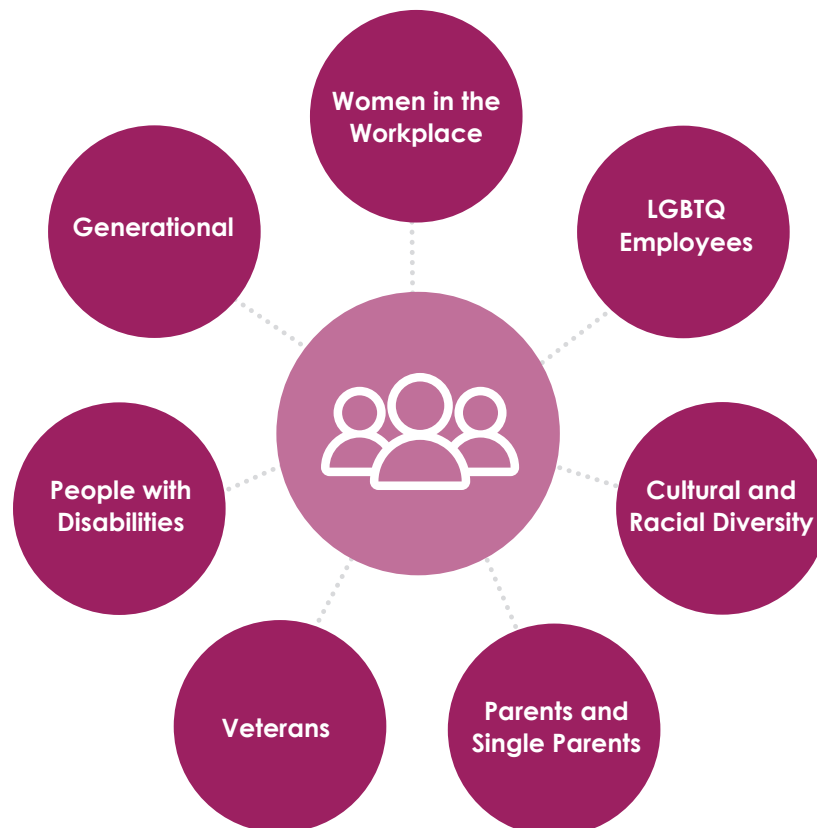 Women in the
Workplace
LGBTQ
Employees
Cultural and
Racial Diversity
Parents and
Single Parents
Veterans
People with
Disabilities
Generational